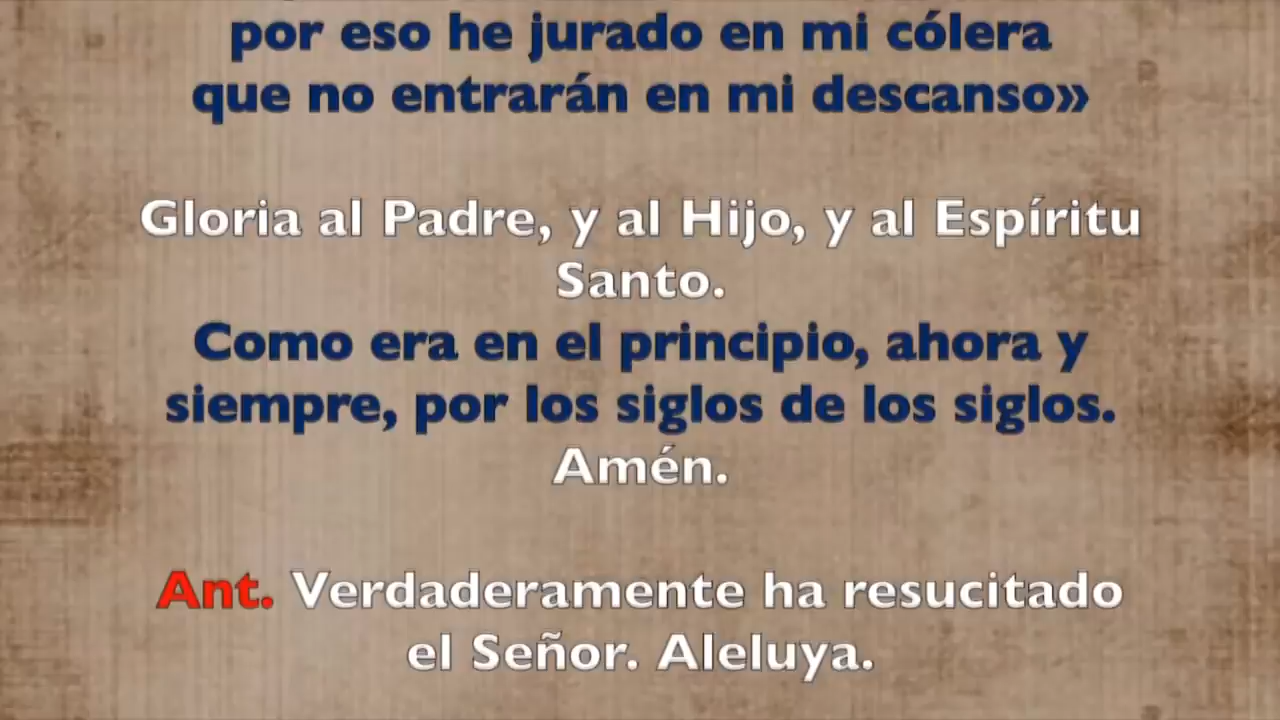 por eso he jurado en mi cólera
que no entrarán en mi descanso»
Gloria al Padre, y al Hijo, y al Espíritu
Santo.
Como era en el principio, ahora y
siempre, por los siglos de los siglos.
Amén.
Ant. Verdaderamente ha resucitado
el Señor. Aleluya.